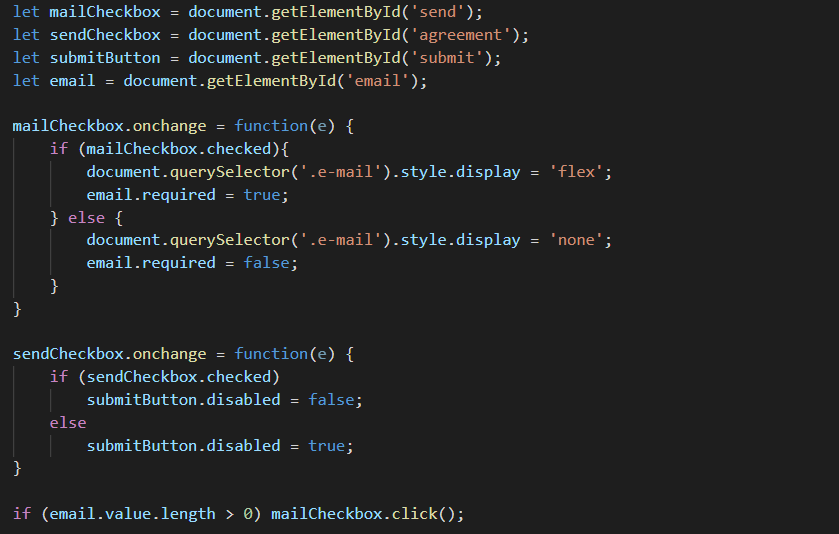 let mailCheckbox = document.getElementById('send');
let sendCheckbox = document.getElementById('agreement');
let submitButton = document.getElementById('submit');
let email = document.getElementById('email');

mailCheckbox.onchange = function(e) {
    if (mailCheckbox.checked){
        document.querySelector('.e-mail').style.display = 'flex';
        email.required = true;
    } else {
        document.querySelector('.e-mail').style.display = 'none';
        email.required = false;
    }
}

sendCheckbox.onchange = function(e) {
    if (sendCheckbox.checked)
        submitButton.disabled = false;
    else
        submitButton.disabled = true;
}

if (email.value.length > 0) mailCheckbox.click();